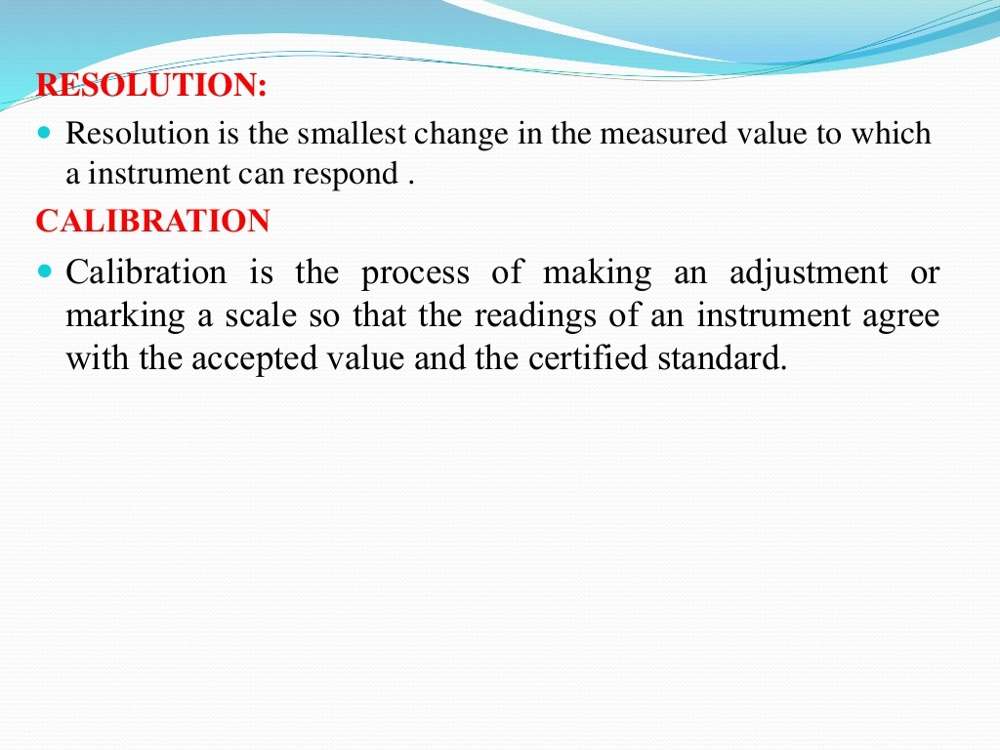 RESOLUTION:
Resolution is the smallest change in the measured value to which
a instrument can respond .
CALIBRATION
Calibration is the process of making an adjustment or
marking a scale so that the readings of an instrument agree
with the accepted value and the certified standard.